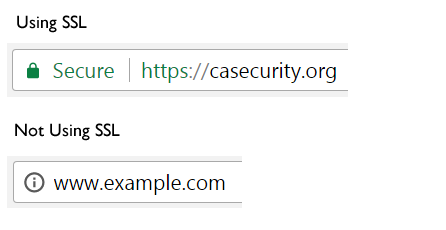 Using SSL
Secure | https://casecurity.org
Not Using SSL
www.example.com